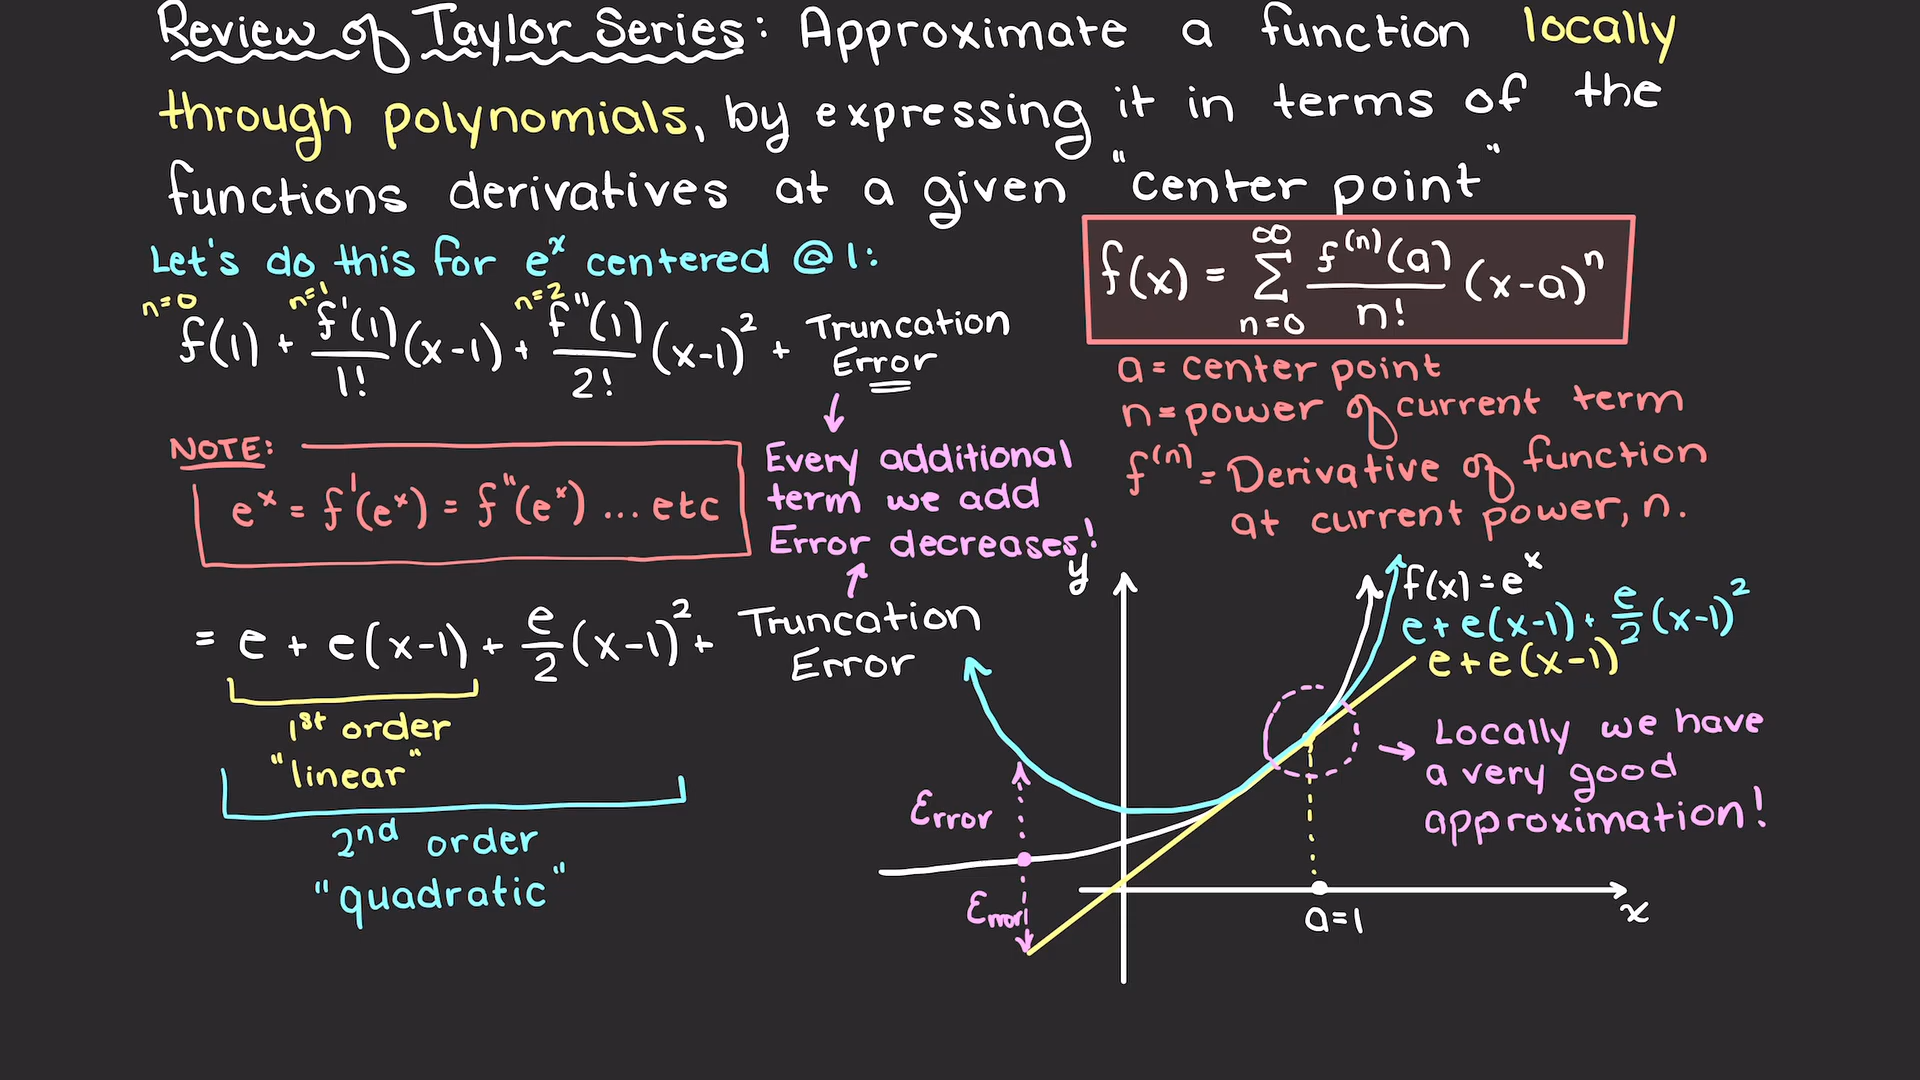 Review of Taylor Series: Approximate a function locally
through polynomials, by expressing it in terms of the
functions derivatives at a given "center point"
Let's do this for e^x centered @ 1:
n=0 n=1 n=2
f(1) + f'(1)/1! (x-1) + f''(1)/2! (x-1)^2 + Truncation
Error
f(x) = ∑_{n=0}^{∞} f^(n)(a)/n! (x-a)^n
a = center point
n = power of current term
f^(n) = Derivative of function
at current power, n.
NOTE:
e^x = f'(e^x) = f''(e^x) ... etc
Every additional
term we add
Error decreases!
= e + e(x-1) + e/2 (x-1)^2 + Truncation
Error
1st order
"linear"
2nd order
"quadratic"
y
f(x) = e^x
e + e(x-1) + e/2 (x-1)^2
e + e(x-1)
Locally we have
a very good
approximation!
Error
Error
a=1
x